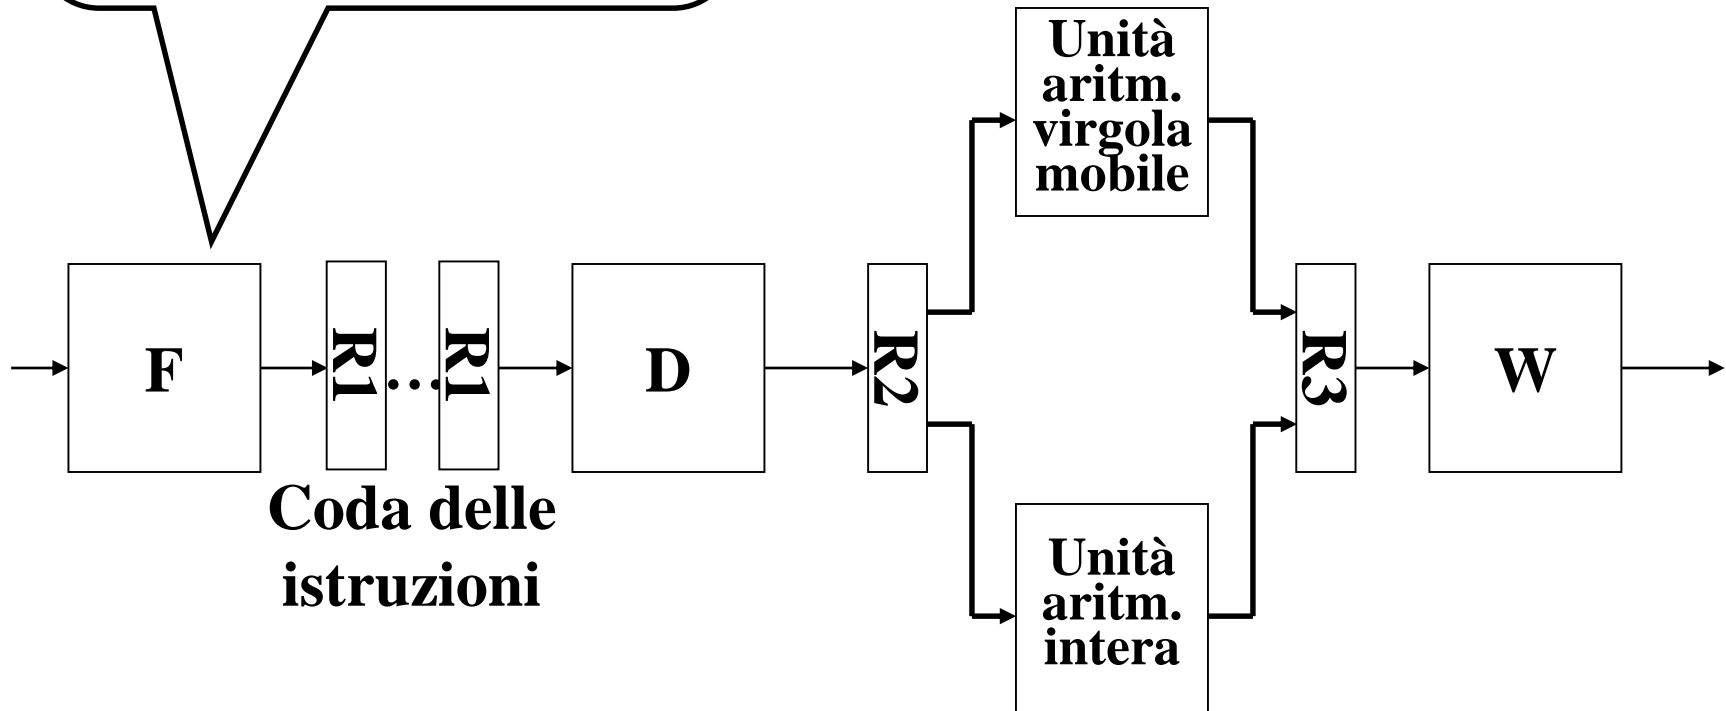 Unità
aritm.
virgola
mobile
F
R1
...
R1
D
R2
R3
W
Coda delle
istruzioni
Unità
aritm.
intera